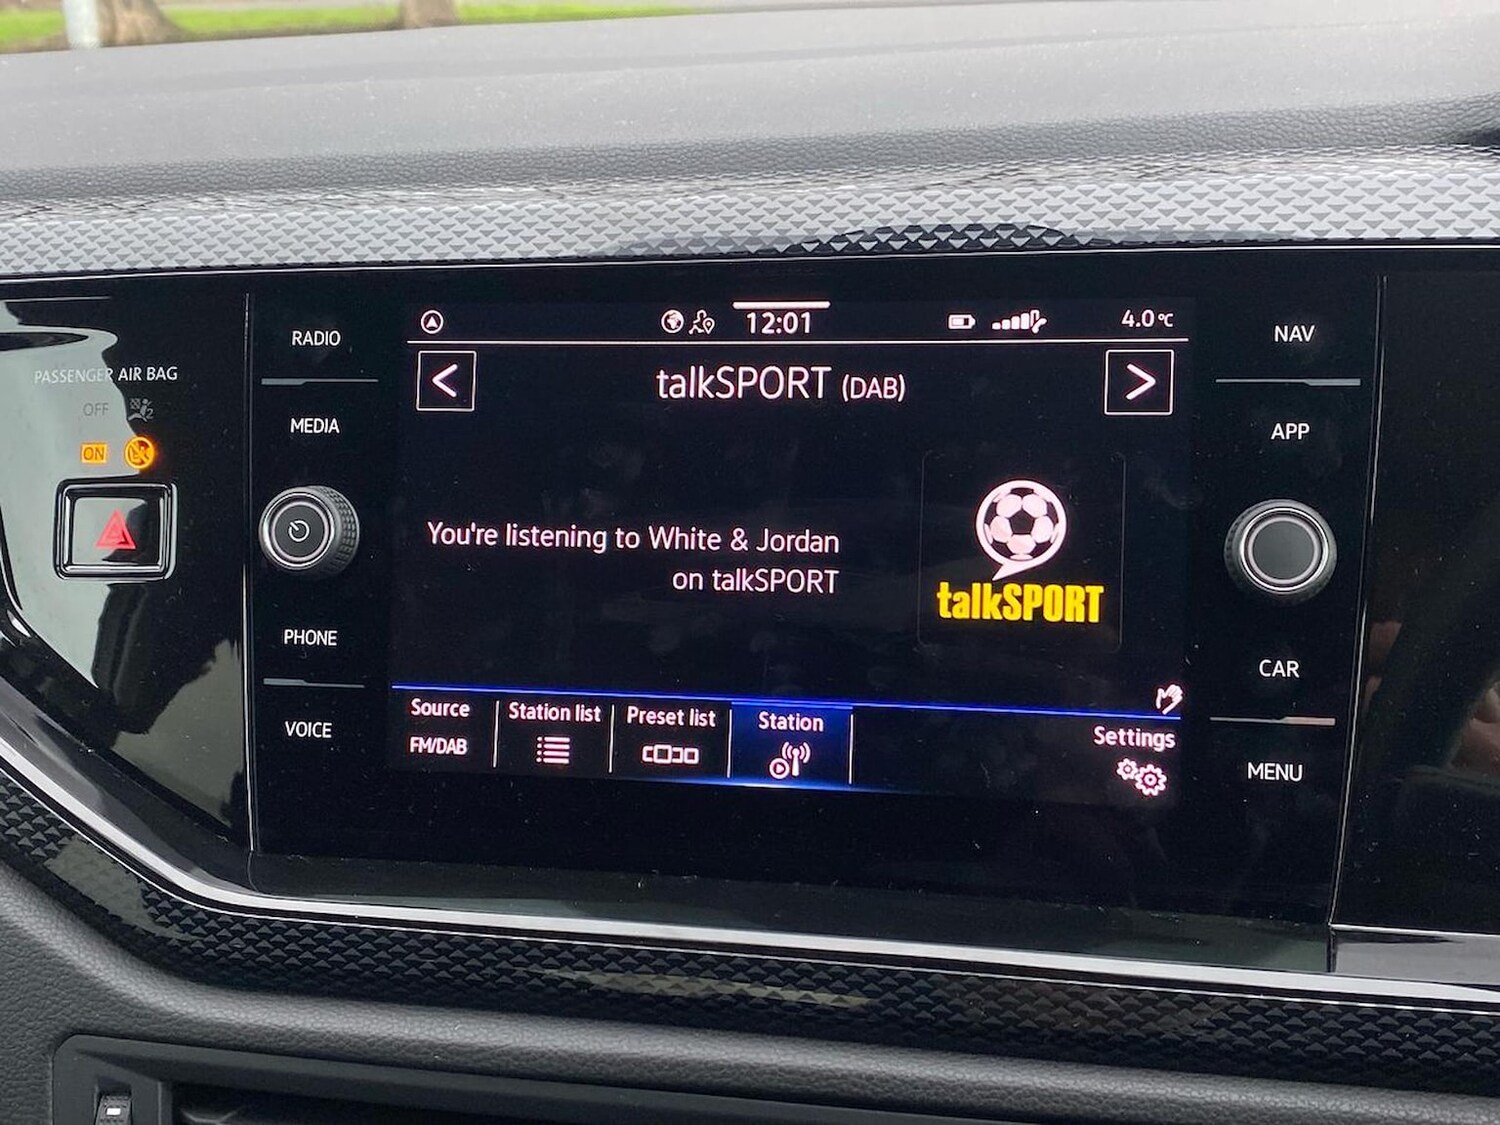 12:01
4.0°C
talkSPORT (DAB)
You're listening to White & Jordan
on talkSPORT
talkSPORT
Source
FM/DAB
Station list
Preset list
Station
Settings
RADIO
MEDIA
PHONE
VOICE
NAV
APP
CAR
MENU
PASSENGER AIR BAG
OFF
2
ON